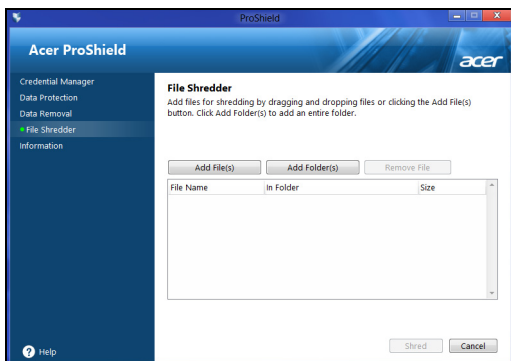 ProShield
Acer ProShield
acer
Credential Manager
Data Protection
Data Removal
File Shredder
Information
Help
File Shredder
Add files for shredding by dragging and dropping files or clicking the Add File(s)
button. Click Add Folder(s) to add an entire folder.
Add File(s) Add Folder(s) Remove File
File Name In Folder Size
Shred Cancel